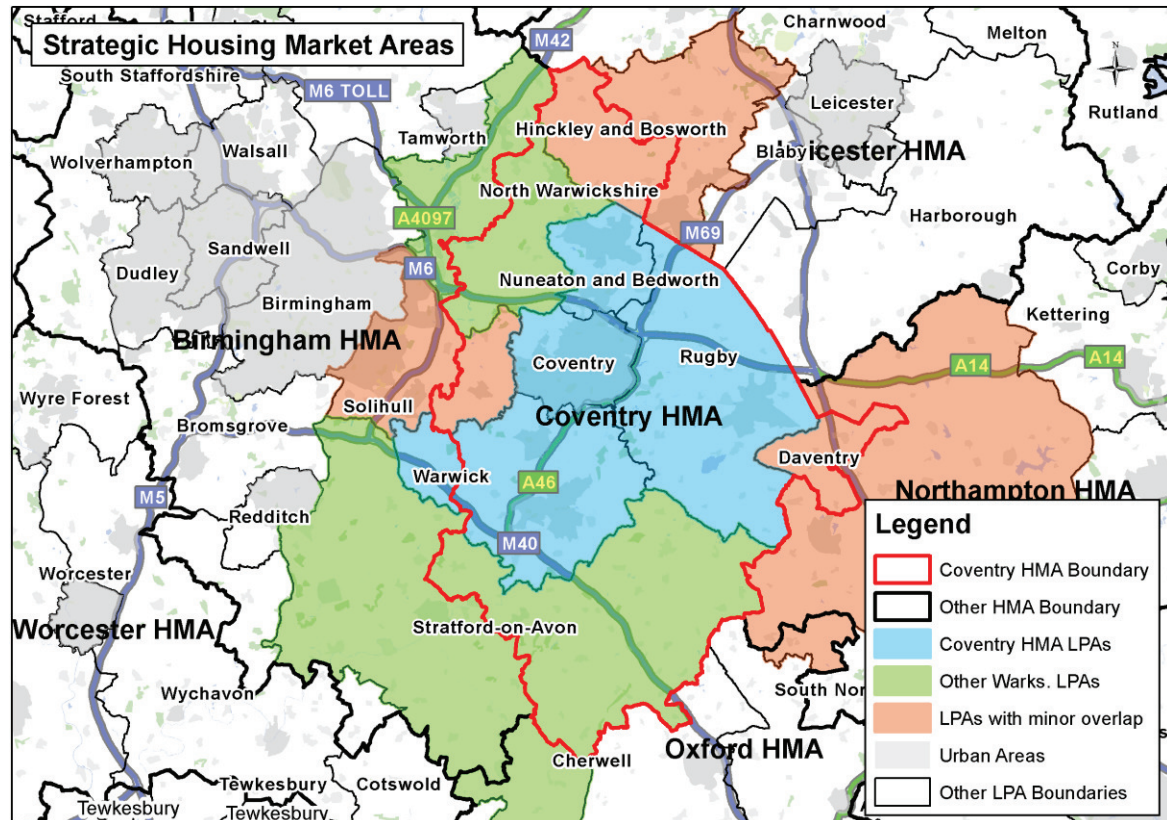 Strategic Housing Market Areas
Stafford
South Staffordshire
M6 TOLL
M42
Charnwood
Melton
N
Rutland
Tamworth
Hinckley and Bosworth
Leicester
Wolverhampton
Walsall
Blaby
Leicester HMA
North Warwickshire
A4097
M69
Harborough
Sandwell
Dudley
M6
Nuneaton and Bedworth
Corby
Birmingham
Kettering
Birmingham HMA
Coventry
Rugby
A14
A14
Wyre Forest
Solihull
Coventry HMA
Bromsgrove
Warwick
A46
Daventry
M5
Northampton HMA
Redditch
M40
Worcester
Worcester HMA
Stratford-on-Avon
Wychavon
South Nor
Oxford HMA
Cherwell
Tewkesbury
Cotswold
Tewkesbury
Tewkesbury
Legend
Coventry HMA Boundary
Other HMA Boundary
Coventry HMA LPAs
Other Warks. LPAs
LPAs with minor overlap
Urban Areas
Other LPA Boundaries